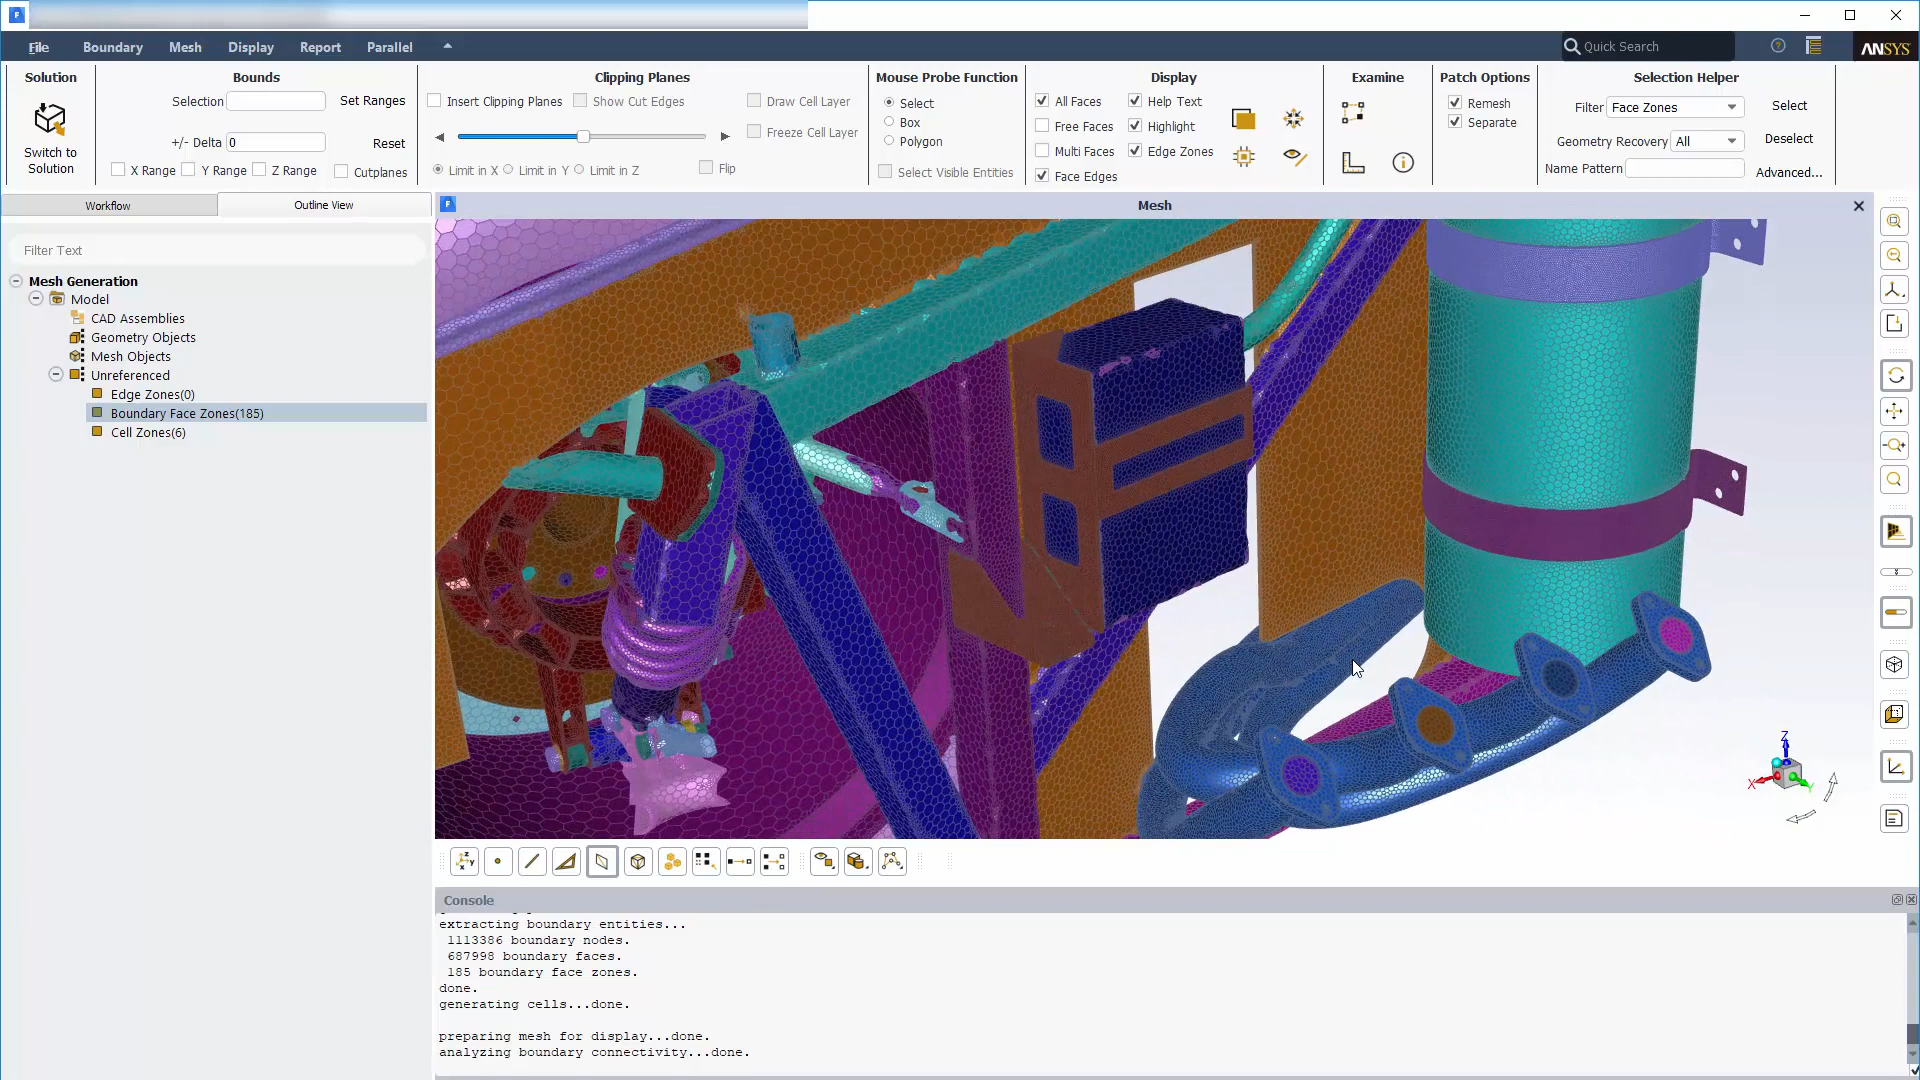 File Boundary Mesh Display Report Parallel Quick Search ANSYS
Solution Bounds Clipping Planes Mouse Probe Function Display Examine Patch Options Selection Helper
Switch to Solution
Selection Set Ranges
+/- Delta 0 Reset
X Range Y Range Z Range Cutplanes
Insert Clipping Planes Show Cut Edges Draw Cell Layer
Freeze Cell Layer
Limit in X Limit in Y Limit in Z Flip
Select
Box
Polygon
Select Visible Entities
All Faces Help Text
Free Faces Highlight
Multi Faces Edge Zones
Face Edges
Remesh
Separate
Filter Face Zones Select
Geometry Recovery All Deselect
Name Pattern Advanced...
Workflow Outline View
Mesh
Filter Text
Mesh Generation
Model
CAD Assemblies
Geometry Objects
Mesh Objects
Unreferenced
Edge Zones(0)
Boundary Face Zones(185)
Cell Zones(6)
Z
X
Y
Console
extracting boundary entities...
1113386 boundary nodes.
687998 boundary faces.
185 boundary face zones.
done.
generating cells...done.
preparing mesh for display...done.
analyzing boundary connectivity...done.